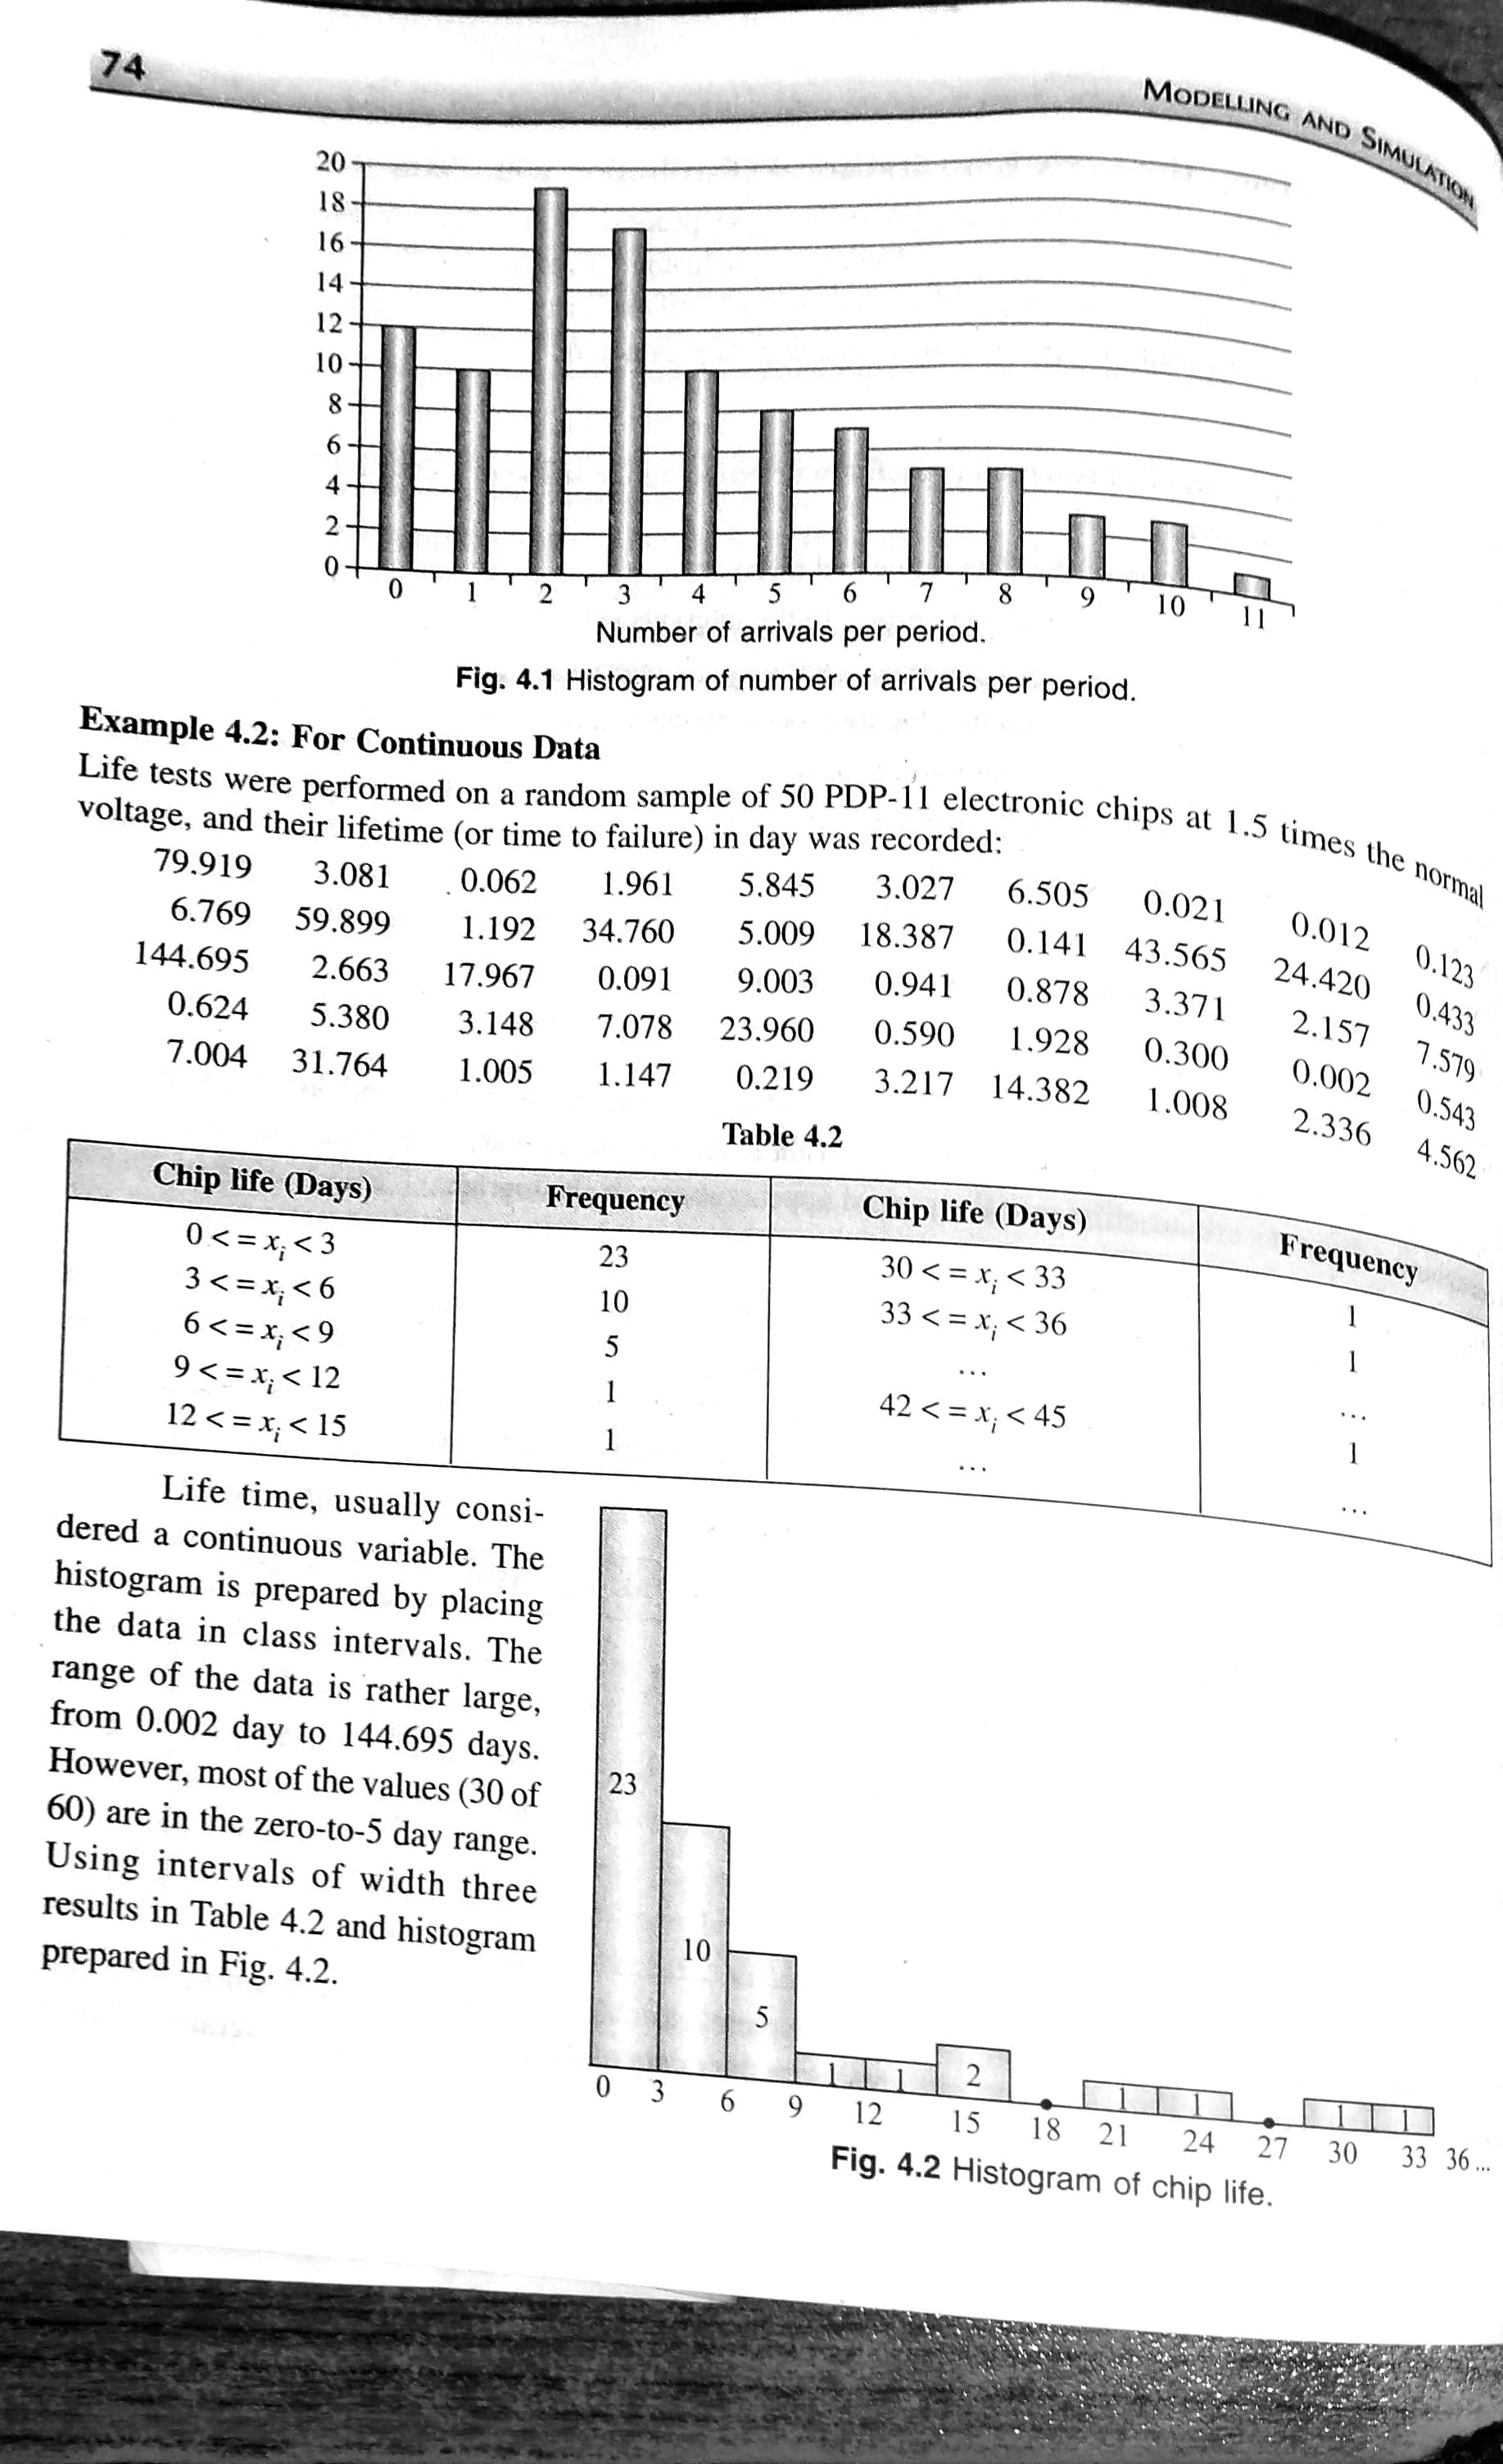 74
MODELLING AND SIMULATION
20
18
16
14
12
10
8
6
4
2
0
0 1 2 3 4 5 6 7 8 9 10 11
Number of arrivals per period.
Fig. 4.1 Histogram of number of arrivals per period.
Example 4.2: For Continuous Data
Life tests were performed on a random sample of 50 PDP-11 electronic chips at 1.5 times the normal
voltage, and their lifetime (or time to failure) in day was recorded:
79.919 3.081 0.062 1.961 5.845 3.027 6.505 0.021 0.012 0.123
6.769 59.899 1.192 34.760 5.009 18.387 0.141 43.565 24.420 0.433
144.695 2.663 17.967 0.091 9.003 0.941 0.878 3.371 2.157 7.579
0.624 5.380 3.148 7.078 23.960 0.590 1.928 0.300 0.002 0.543
7.004 31.764 1.005 1.147 0.219 3.217 14.382 1.008 2.336 4.562
Table 4.2
Chip life (Days) Frequency Chip life (Days) Frequency
0 <= xi < 3 23 30 <= xi < 33 1
3 <= xi < 6 10 33 <= xi < 36 1
6 <= xi < 9 5 ... ...
9 <= xi < 12 1 42 <= xi < 45 1
12 <= xi < 15 1 ... ...
Life time, usually consi-
dered a continuous variable. The
histogram is prepared by placing
the data in class intervals. The
range of the data is rather large,
from 0.002 day to 144.695 days.
However, most of the values (30 of
60) are in the zero-to-5 day range.
Using intervals of width three
results in Table 4.2 and histogram
prepared in Fig. 4.2.
23
10
5
1 1 2 1 1 1 1
0 3 6 9 12 15 18 21 24 27 30 33 36...
Fig. 4.2 Histogram of chip life.